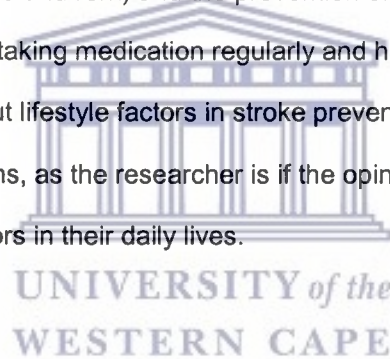 taking medication regularly and h
ut lifestyle factors in stroke preven
ns, as the researcher is if the opin
ors in their daily lives.
UNIVERSITY of the
WESTERN CAPE